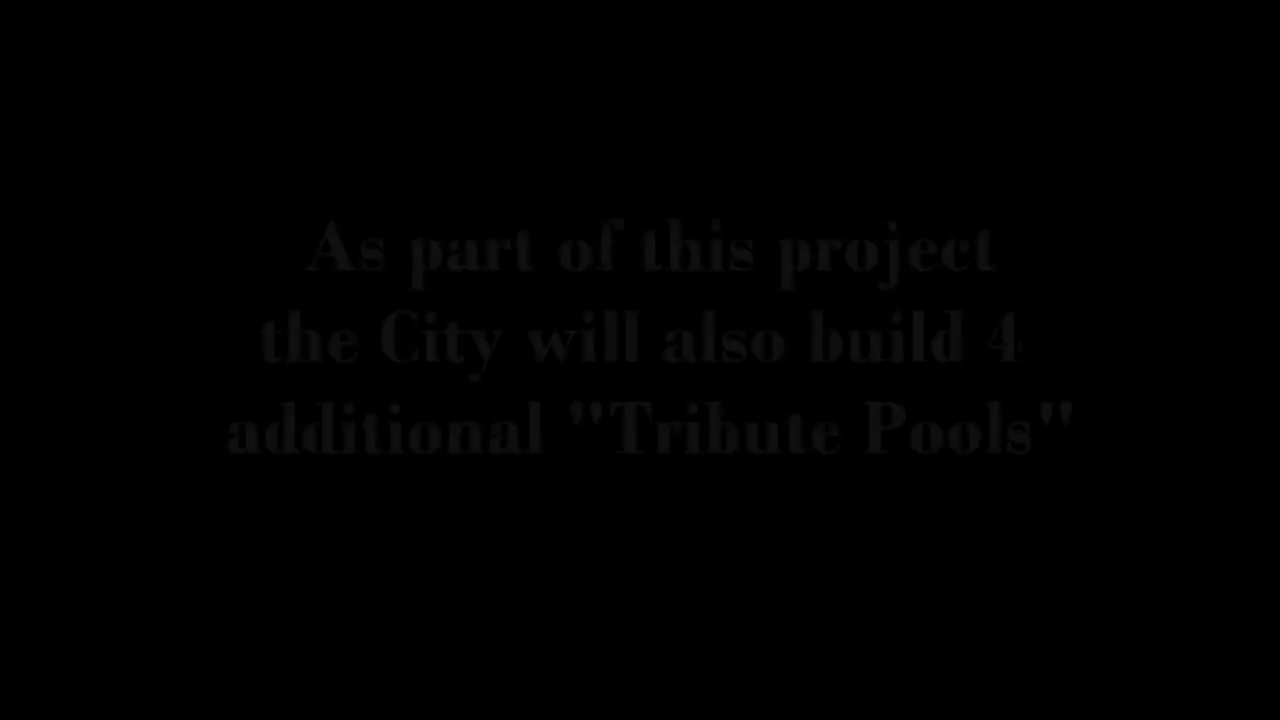 As part of this project
the City will also build 4
additional "Tribute Pools"